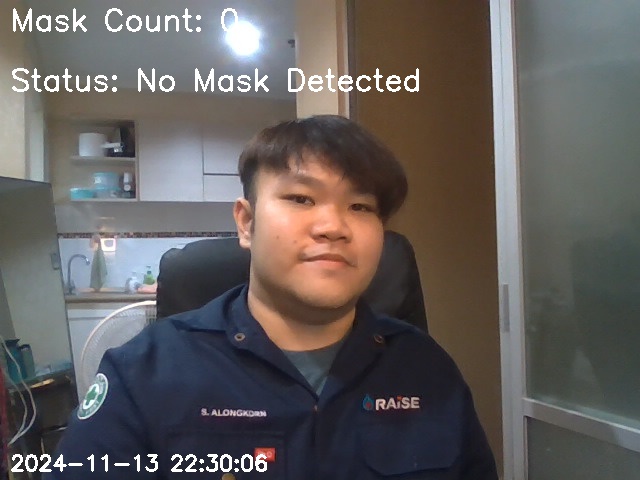 Mask Count: 0
Status: No Mask Detected
S. ALONGKORN
RAISE
2024-11-13 22:30:06